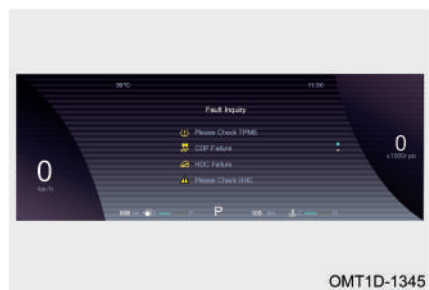 30°C 11:50
Fault Inquiry
Please Check TPMS
CDP Failure
HDC Failure
Please Check HHC
0 km/h
0 x1000rpm
P
OMT1D-1345